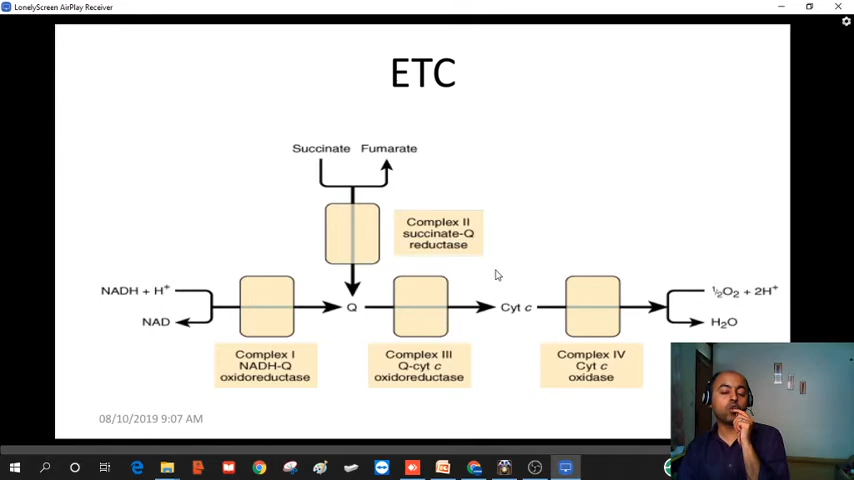 LonelyScreen AirPlay Receiver
ETC
Succinate Fumarate
Complex II
succinate-Q
reductase
NADH + H⁺
NAD
Q
Cyt c
½O₂ + 2H⁺
H₂O
Complex I
NADH-Q
oxidoreductase
Complex III
Q-cyt c
oxidoreductase
Complex IV
Cyt c
oxidase
08/10/2019 9:07 AM